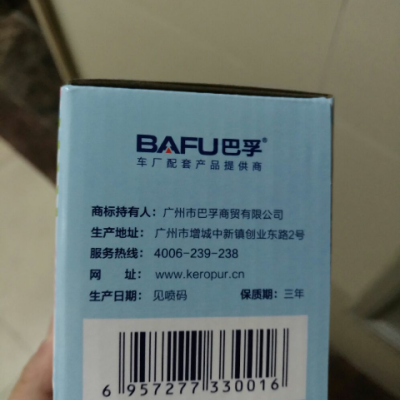 BAFU巴孚®
车厂配套产品提供商
商标持有人：广州市巴孚商贸有限公司
生产地址：广州市增城中新镇创业东路2号
服务热线：4006-239-238
网 址：www.keropur.cn
生产日期：见喷码 保质期：三年
6 957277 330016